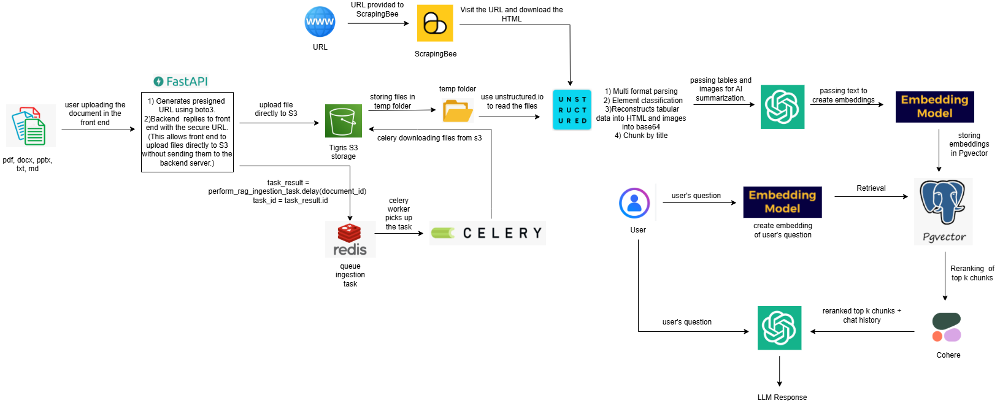 URL provided to
ScrapingBee
WWW
URL
ScrapingBee
Visit the URL and download the
HTML
FastAPI
user uploading the
document in the
front end
pdf, docx, pptx,
txt, md
1) Generates presigned
URL using boto3.
2)Backend replies to front
end with the secure URL.
(This allows front end to
upload files directly to S3
without sending them to the
backend server.)
upload file
directly to S3
Tigris S3
storage
storing files in
temp folder
temp folder
use unstructured.io
to read the files
celery downloading files from s3
UNST
RUCT
URED
1) Multi format parsing
2) Element classification
3)Reconstructs tabular
data into HTML and images
into base64
4) Chunk by title
passing tables and
images for AI
summarization.
passing text to
create embeddings
Embedding
Model
storing
embeddings
in Pgvector
task_result =
perform_rag_ingestion_task.delay(document_id)
task_id = task_result.id
redis
queue
ingestion
task
celery
worker
picks up
the task
CELERY
User
user's question
Embedding
Model
create embedding
of user's question
Retrieval
Pgvector
Reranking of
top k chunks
Cohere
reranked top k chunks +
chat history
user's question
LLM Response